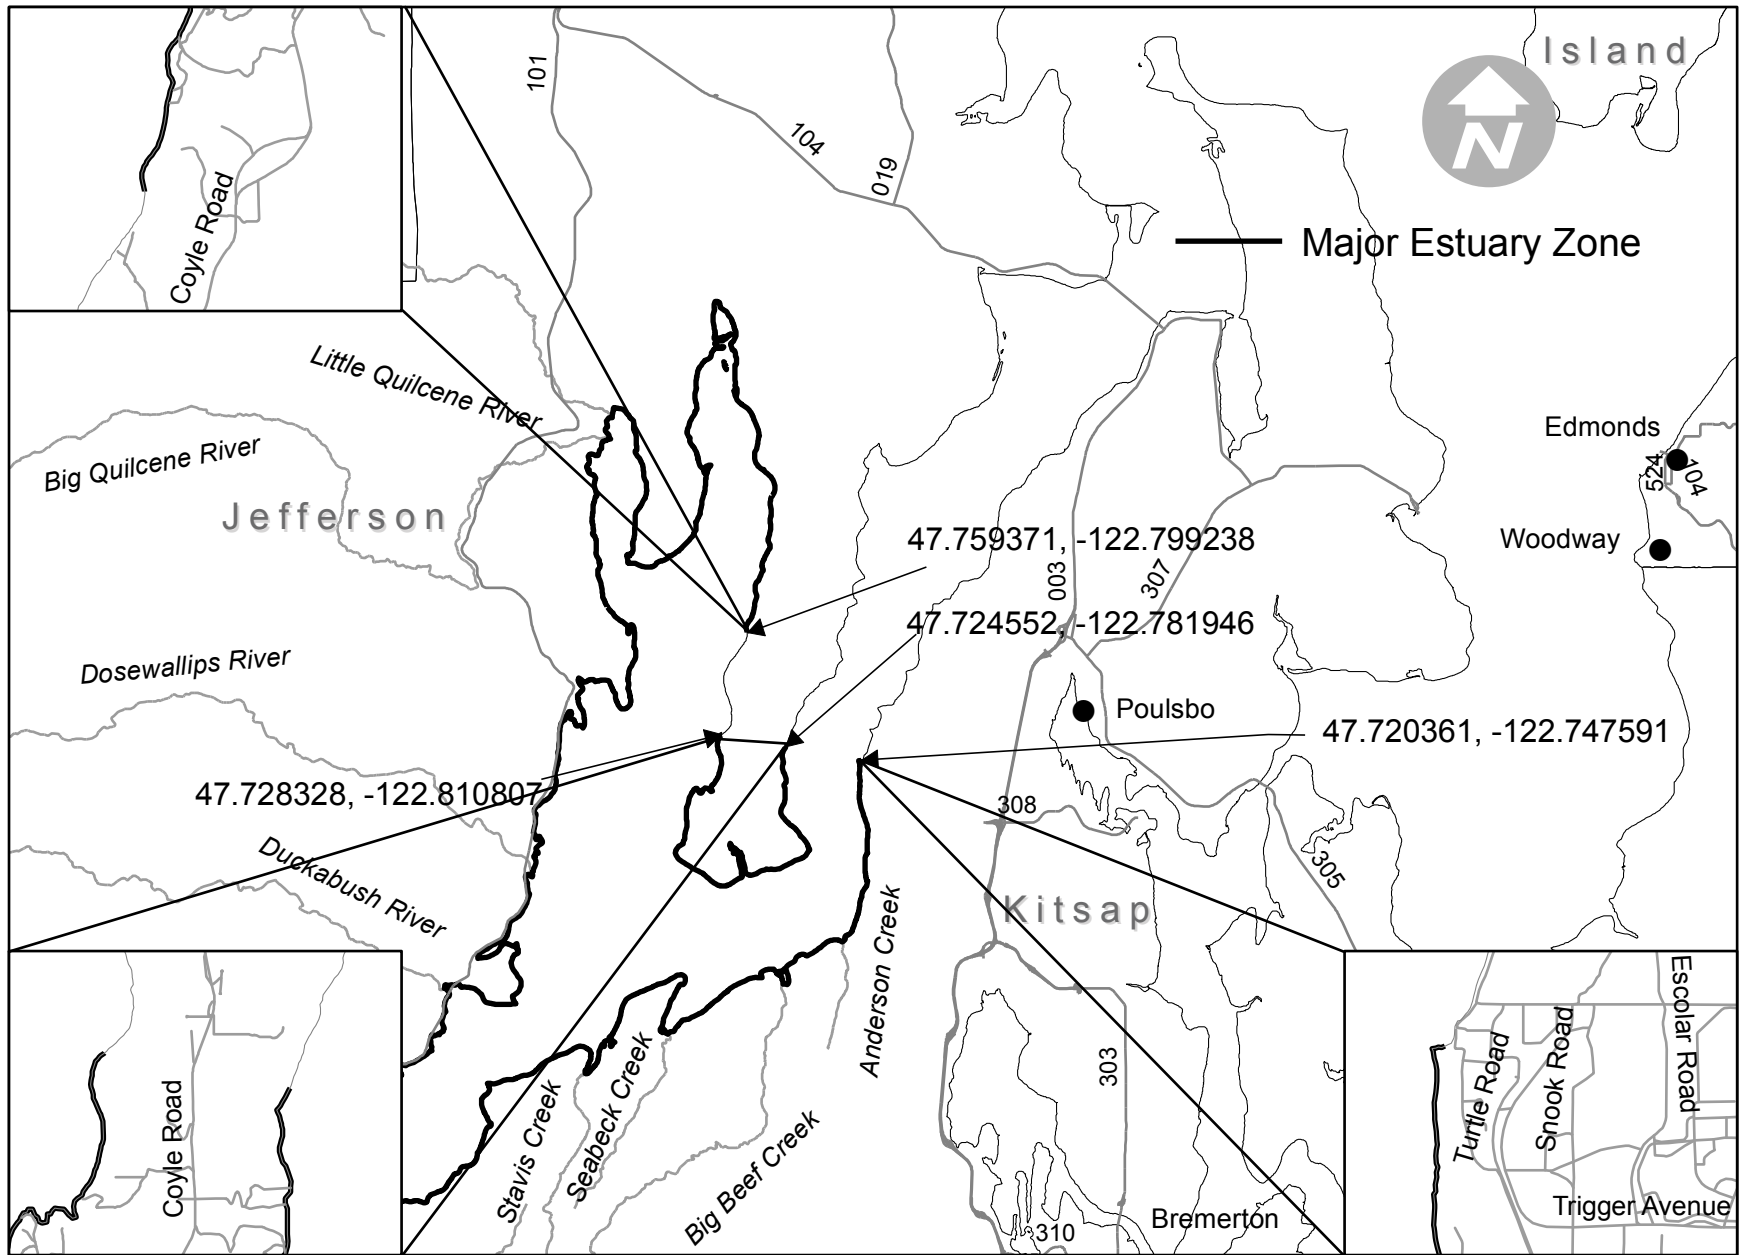 Island
101
104
019
N
Coyle Road
Major Estuary Zone
Little Quilcene River
Big Quilcene River
Edmonds
524
104
Jefferson
47.759371, -122.799238
Woodway
003
307
47.724552, -122.781946
Dosewallips River
Poulsbo
47.720361, -122.747591
47.728328, -122.810807
308
Duckabush River
305
Kitsap
Anderson Creek
Escolar Road
Snook Road
Turtle Road
303
Coyle Road
Stavis Creek
Seabeck Creek
Big Beef Creek
Trigger Avenue
Bremerton
310